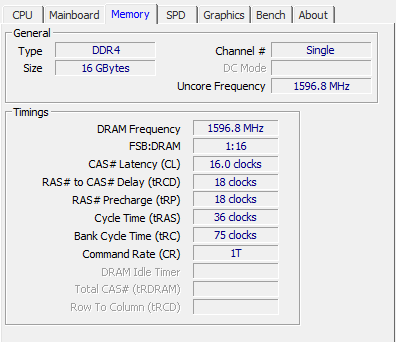 CPU Mainboard Memory SPD Graphics Bench About
General
Type DDR4 Channel # Single
Size 16 GBytes DC Mode
Uncore Frequency 1596.8 MHz
Timings
DRAM Frequency 1596.8 MHz
FSB:DRAM 1:16
CAS# Latency (CL) 16.0 clocks
RAS# to CAS# Delay (tRCD) 18 clocks
RAS# Precharge (tRP) 18 clocks
Cycle Time (tRAS) 36 clocks
Bank Cycle Time (tRC) 75 clocks
Command Rate (CR) 1T
DRAM Idle Timer
Total CAS# (tRDRAM)
Row To Column (tRCD)